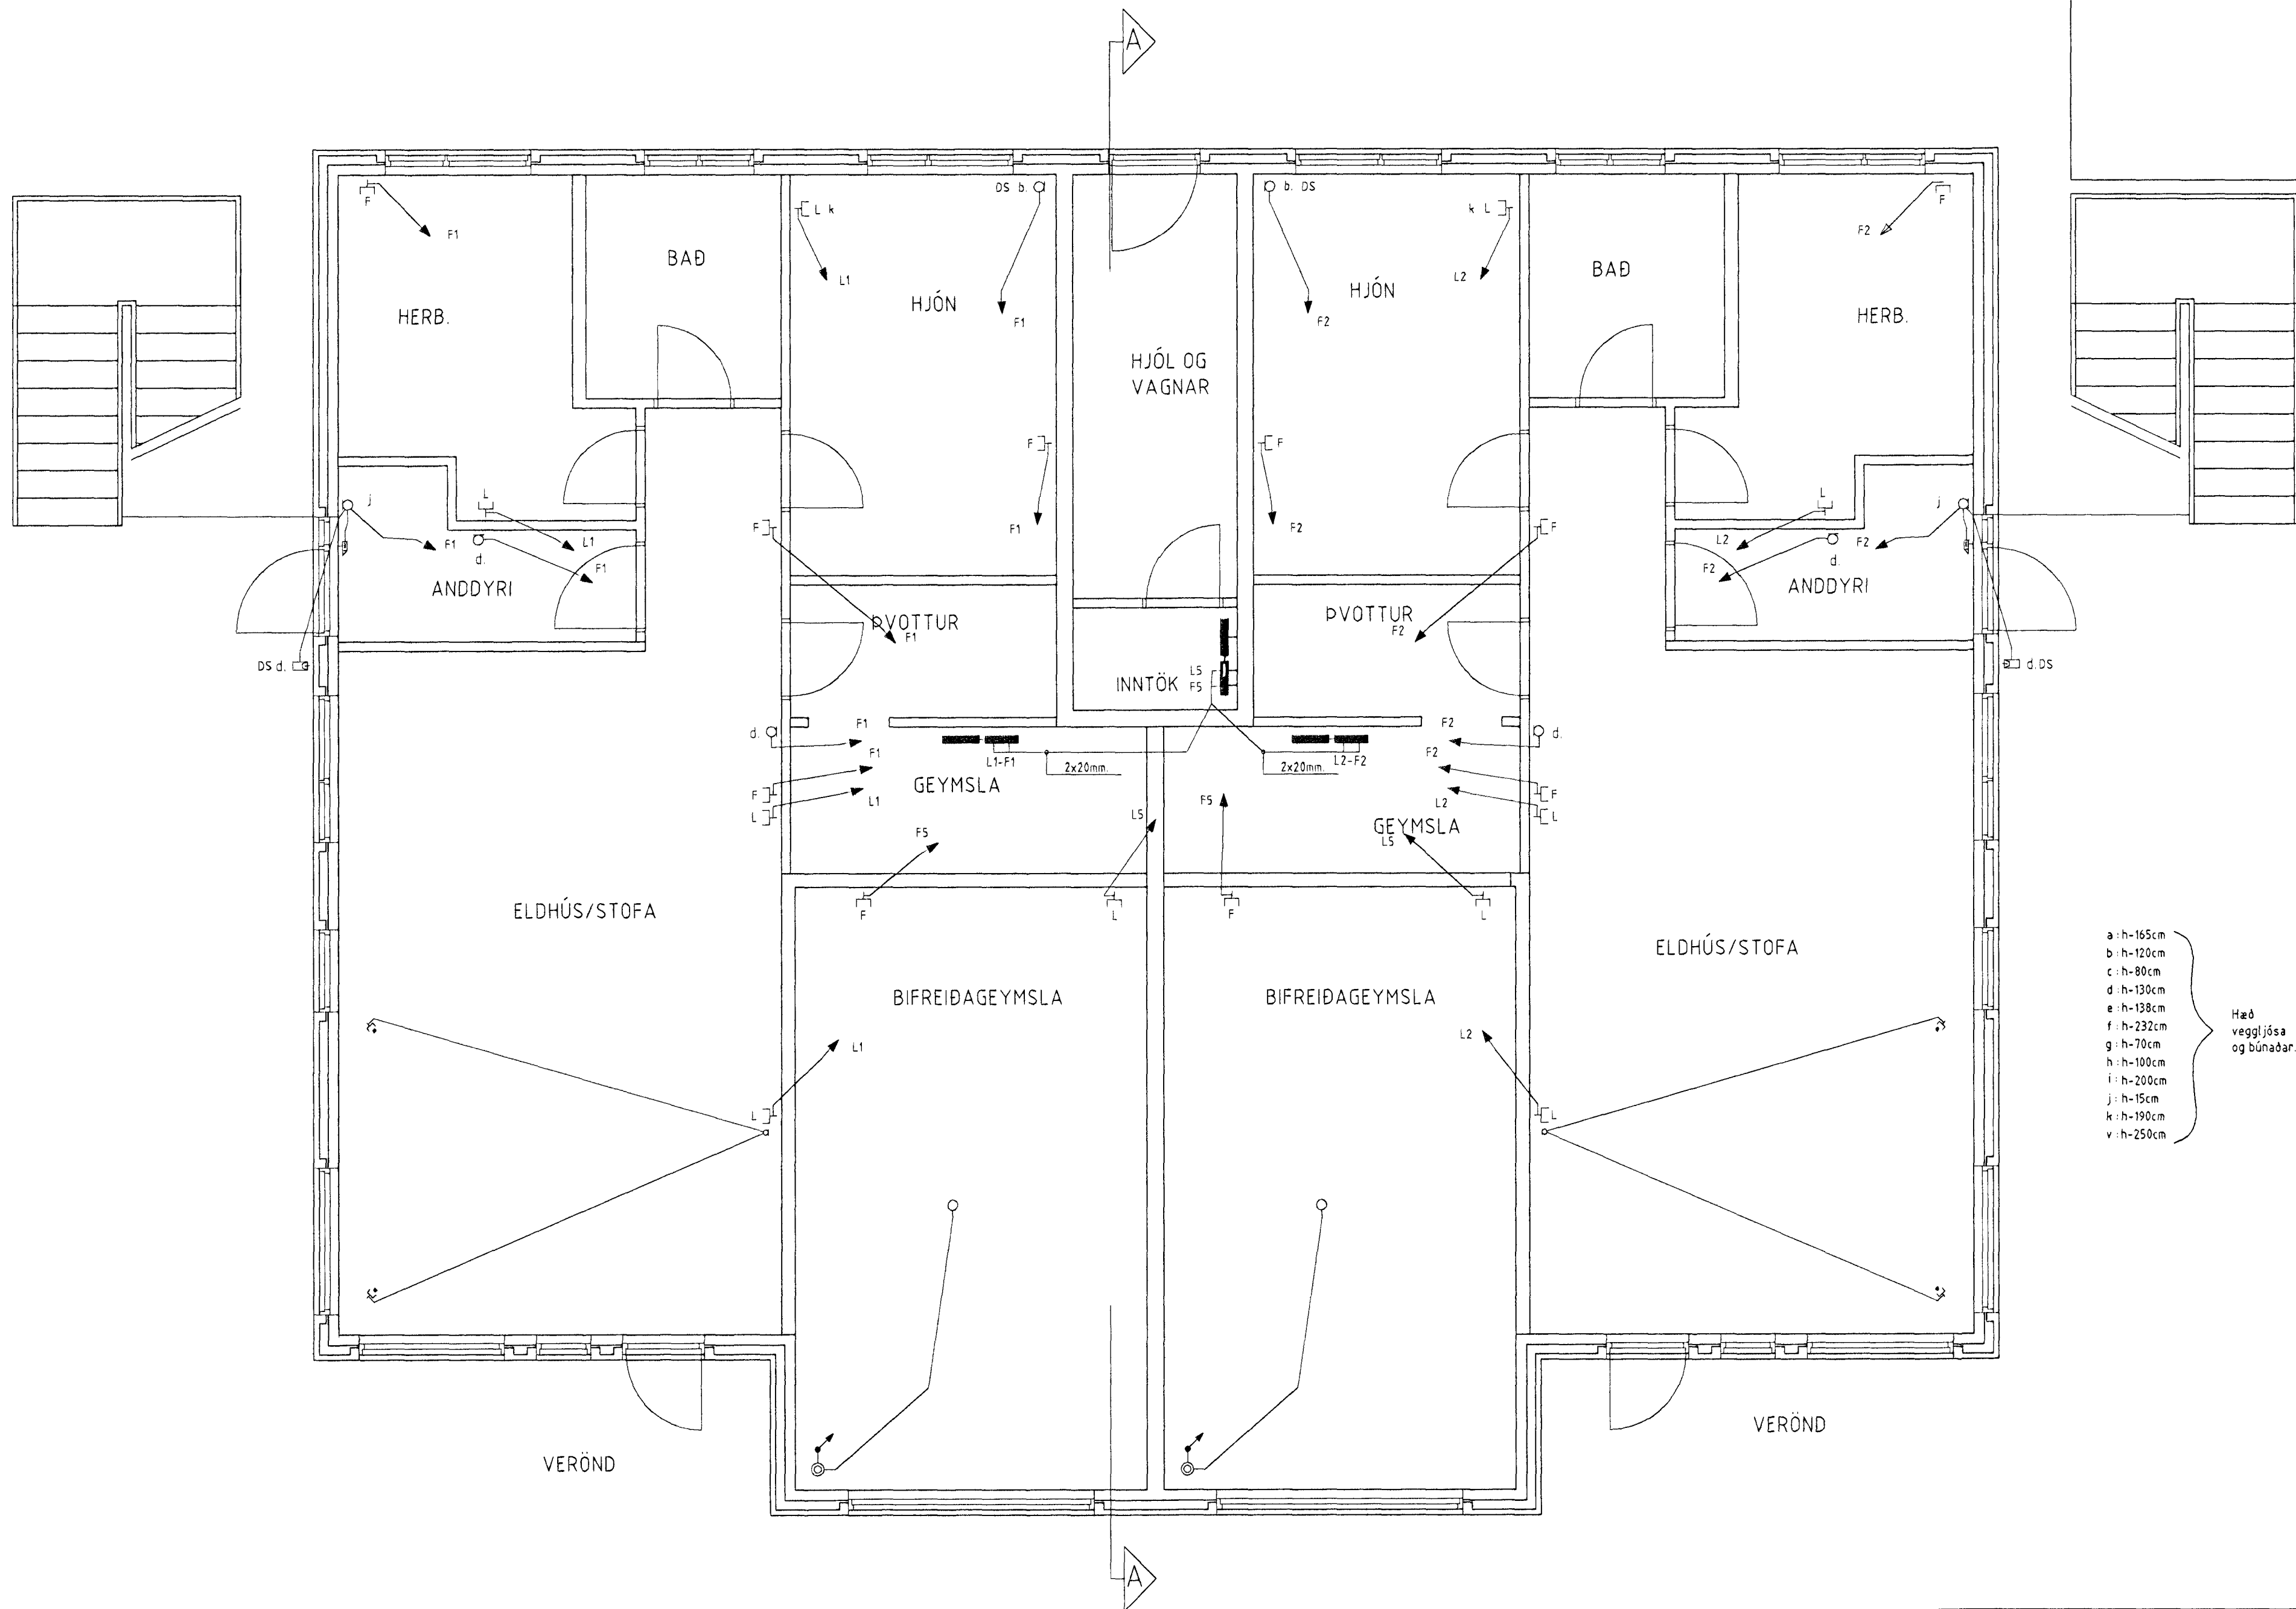 A
DS b.
b. DS
F
L k
k L
F
F1
F2
BAÐ
BAÐ
L1
L2
HJÓN
HJÓN
HERB.
F1
F2
HERB.
HJÓL OG
VAGNAR
F
F
j
L
L
j
F
F1
F2
F
F1
L1
L2
F2
d.
d.
F1
F2
ANDDYRI
ANDDYRI
ÞVOTTUR
ÞVOTTUR
F1
F2
DS d.
d.DS
INNTÖK
L5
F5
d.
F1
F2
d.
F1
F2
L1-F1
2x20mm.
2x20mm.
L2-F2
GEYMSLA
F
L1
F5
L2
F
L
L5
L
GEYMSLA
F5
L5
F
L
F
L
ELDHÚS/STOFA
ELDHÚS/STOFA
BIFREIÐAGEYMSLA
BIFREIÐAGEYMSLA
L1
L2
L
L
a : h-165cm
b : h-120cm
c : h-80cm
d : h-130cm
e : h-138cm
f : h-232cm
g : h-70cm
h : h-100cm
i : h-200cm
j : h-15cm
k : h-190cm
v : h-250cm
Hæð
veggljósa
og búnaðar.
VERÖND
VERÖND
A